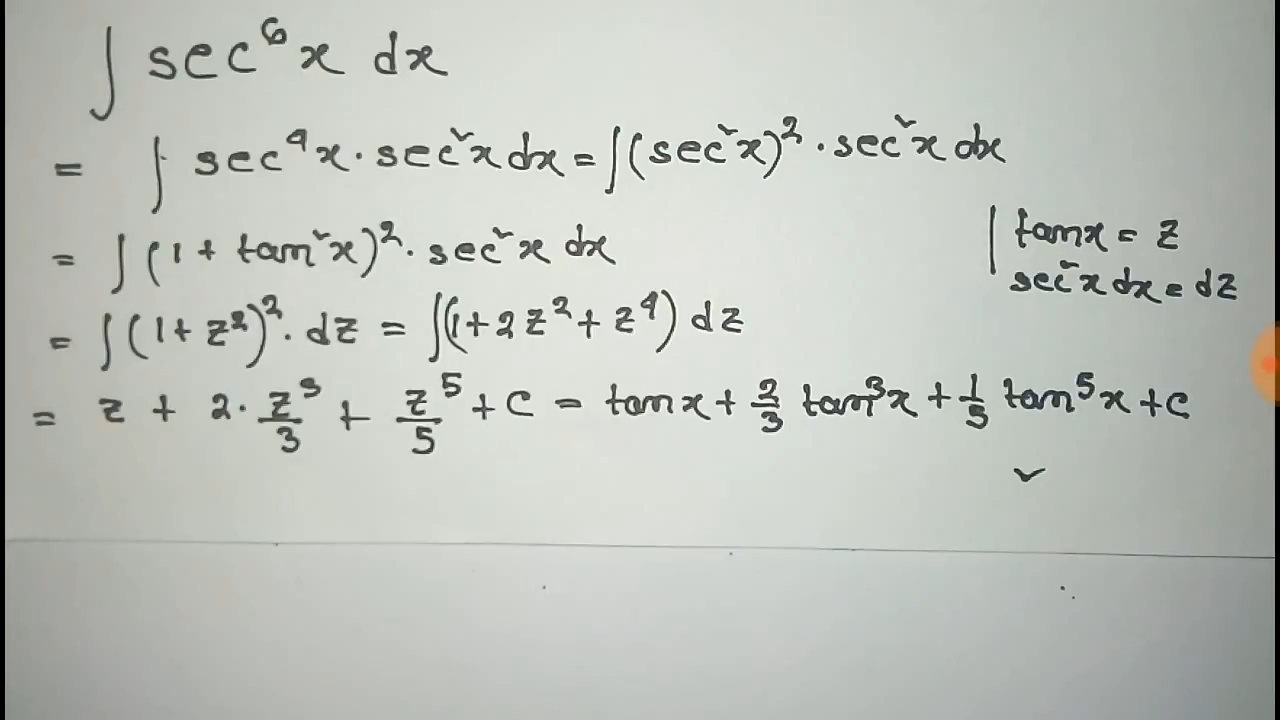 ∫ sec⁶x dx
= ∫ sec⁴x · sec²x dx = ∫(sec²x)² · sec²x dx
= ∫(1 + tan²x)² · sec²x dx
| tanx = z
sec²x dx = dz
= ∫(1 + z²)² · dz = ∫(1 + 2z² + z⁴) dz
= z + 2 · z³/3 + z⁵/5 + c = tanx + 2/3 tan³x + 1/5 tan⁵x + c